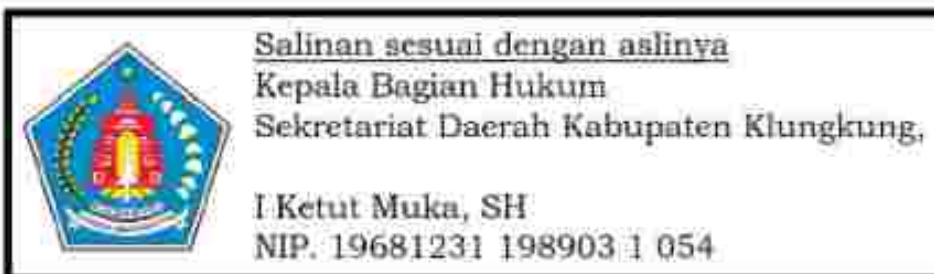 Salinan sesuai dengan aslinya
Kepala Bagian Hukum
Sekretariat Daerah Kabupaten Klungkung,
I Ketut Muka, SH
NIP. 19681231 198903 1 054